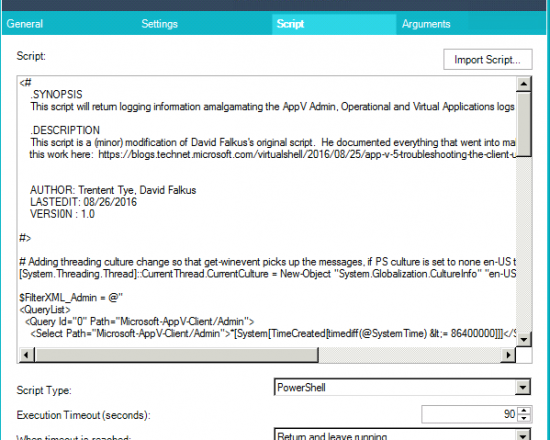 General Settings Script Arguments
Script:
Import Script...
<#
.SYNOPSIS
This script will return logging information amalgamating the AppV Admin, Operational and Virtual Applications logs
.DESCRIPTION
This script is a (minor) modification of David Falkus's original script. He documented everything that went into
this work here: https://blogs.technet.microsoft.com/virtualshell/2016/08/25/app-v-5-troubleshooting-the-client-
AUTHOR: Trentent Tye, David Falkus
LASTEDIT: 08/26/2016
VERSI0N : 1.0
#>
# Adding threading culture change so that get-winevent picks up the messages, if PS culture is set to none en-US
[System.Threading.Thread]::CurrentThread.CurrentCulture = New-Object "System.Globalization.CultureInfo" "en-US
$FilterXML_Admin = @"
<QueryList>
<Query Id="0" Path="Microsoft-AppV-Client/Admin">
<Select Path="Microsoft-AppV-Client/Admin">*[System[TimeCreated[timediff(@SystemTime) &lt;= 86400000]]]</S
Script Type:
PowerShell
Execution Timeout (seconds):
90
When timeout is reached:
Return and leave running